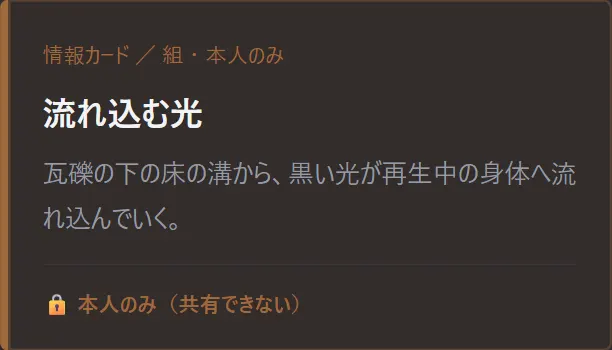 情報カード ／ 組 · 本人のみ
流れ込む光
瓦礫の下の床の溝から、黒い光が再生中の身体へ流
れ込んでいく。
🔒 本人のみ（共有できない）